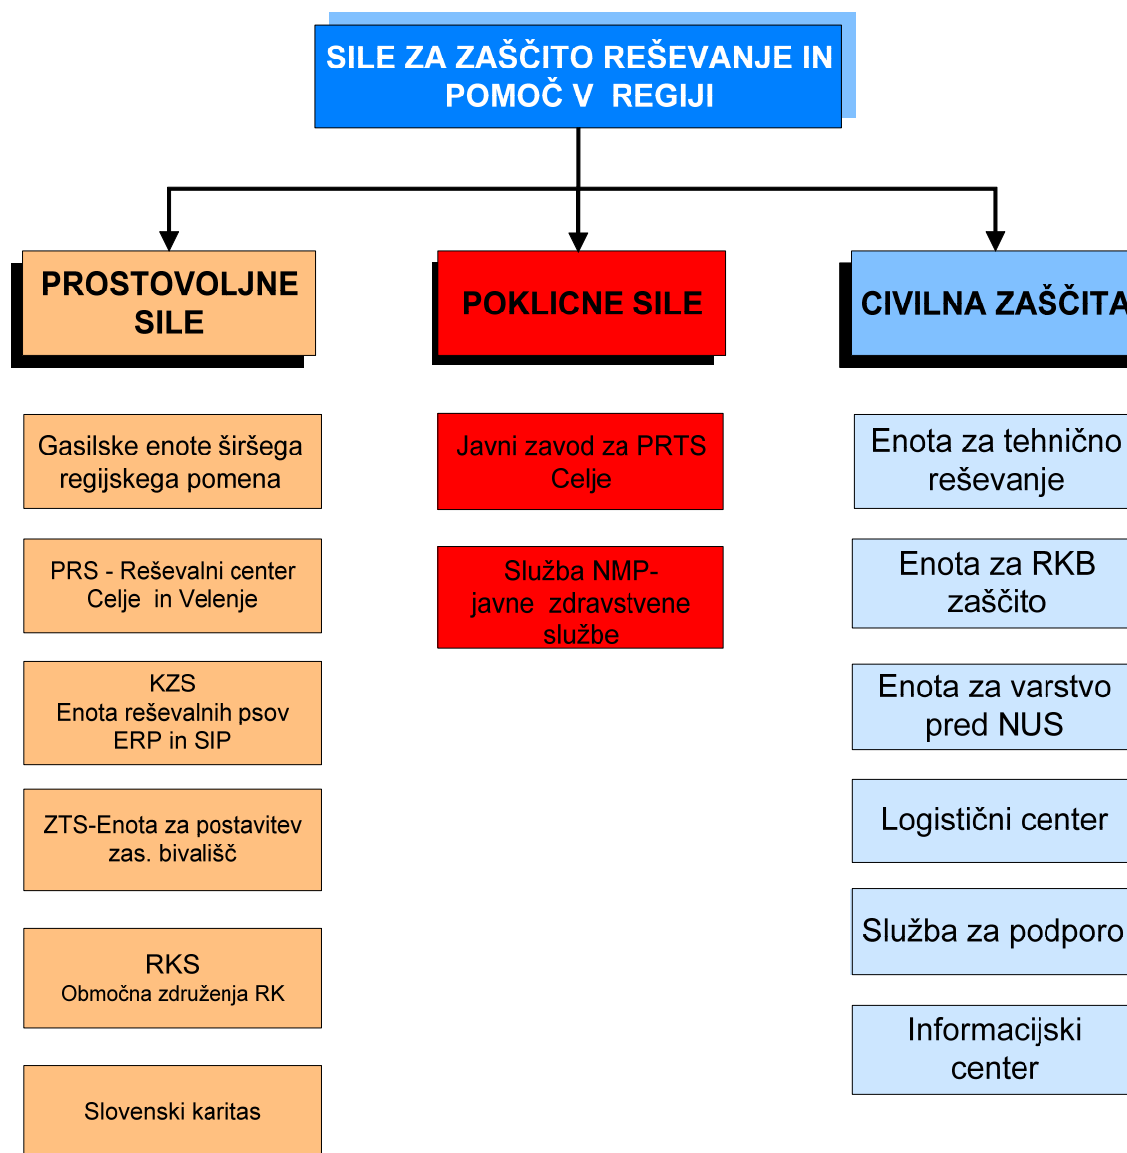 SILE ZA ZAŠČITO REŠEVANJE IN
POMOČ V REGIJI
PROSTOVOLJNE
SILE
Gasilske enote širšega
regijskega pomena
PRS - Reševalni center
Celje in Velenje
KZS
Enota reševalnih psov
ERP in SIP
ZTS-Enota za postavitev
zas. bivališč
RKS
Območna združenja RK
Slovenski karitas
POKLICNE SILE
Javni zavod za PRTS
Celje
Služba NMP-
javne zdravstvene
službe
CIVILNA ZAŠČITA
Enota za tehnično
reševanje
Enota za RKB
zaščito
Enota za varstvo
pred NUS
Logistični center
Služba za podporo
Informacijski
center